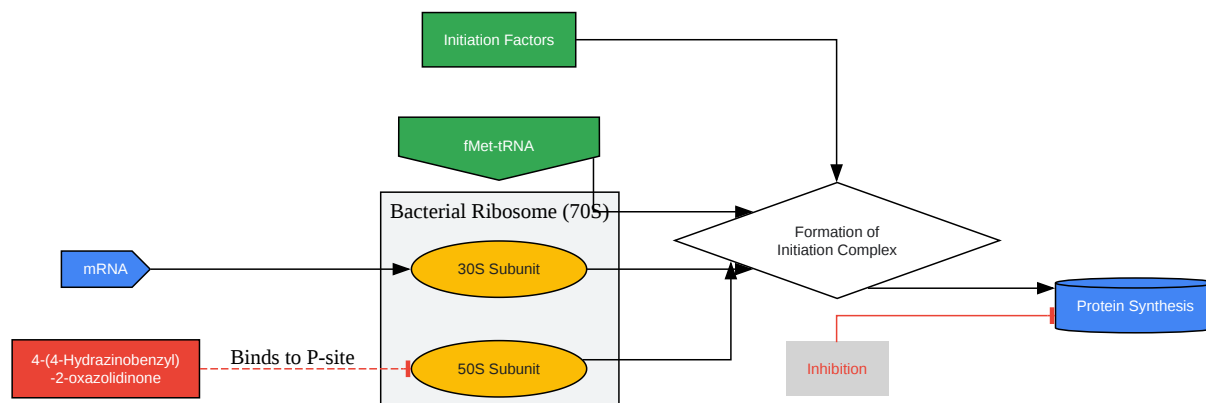 Initiation Factors
fMet-tRNA
Bacterial Ribosome (70S)
Formation of
Initiation Complex
mRNA
30S Subunit
Protein Synthesis
4-(4-Hydrazinobenzyl)
-2-oxazolidinone
Binds to P-site
50S Subunit
Inhibition